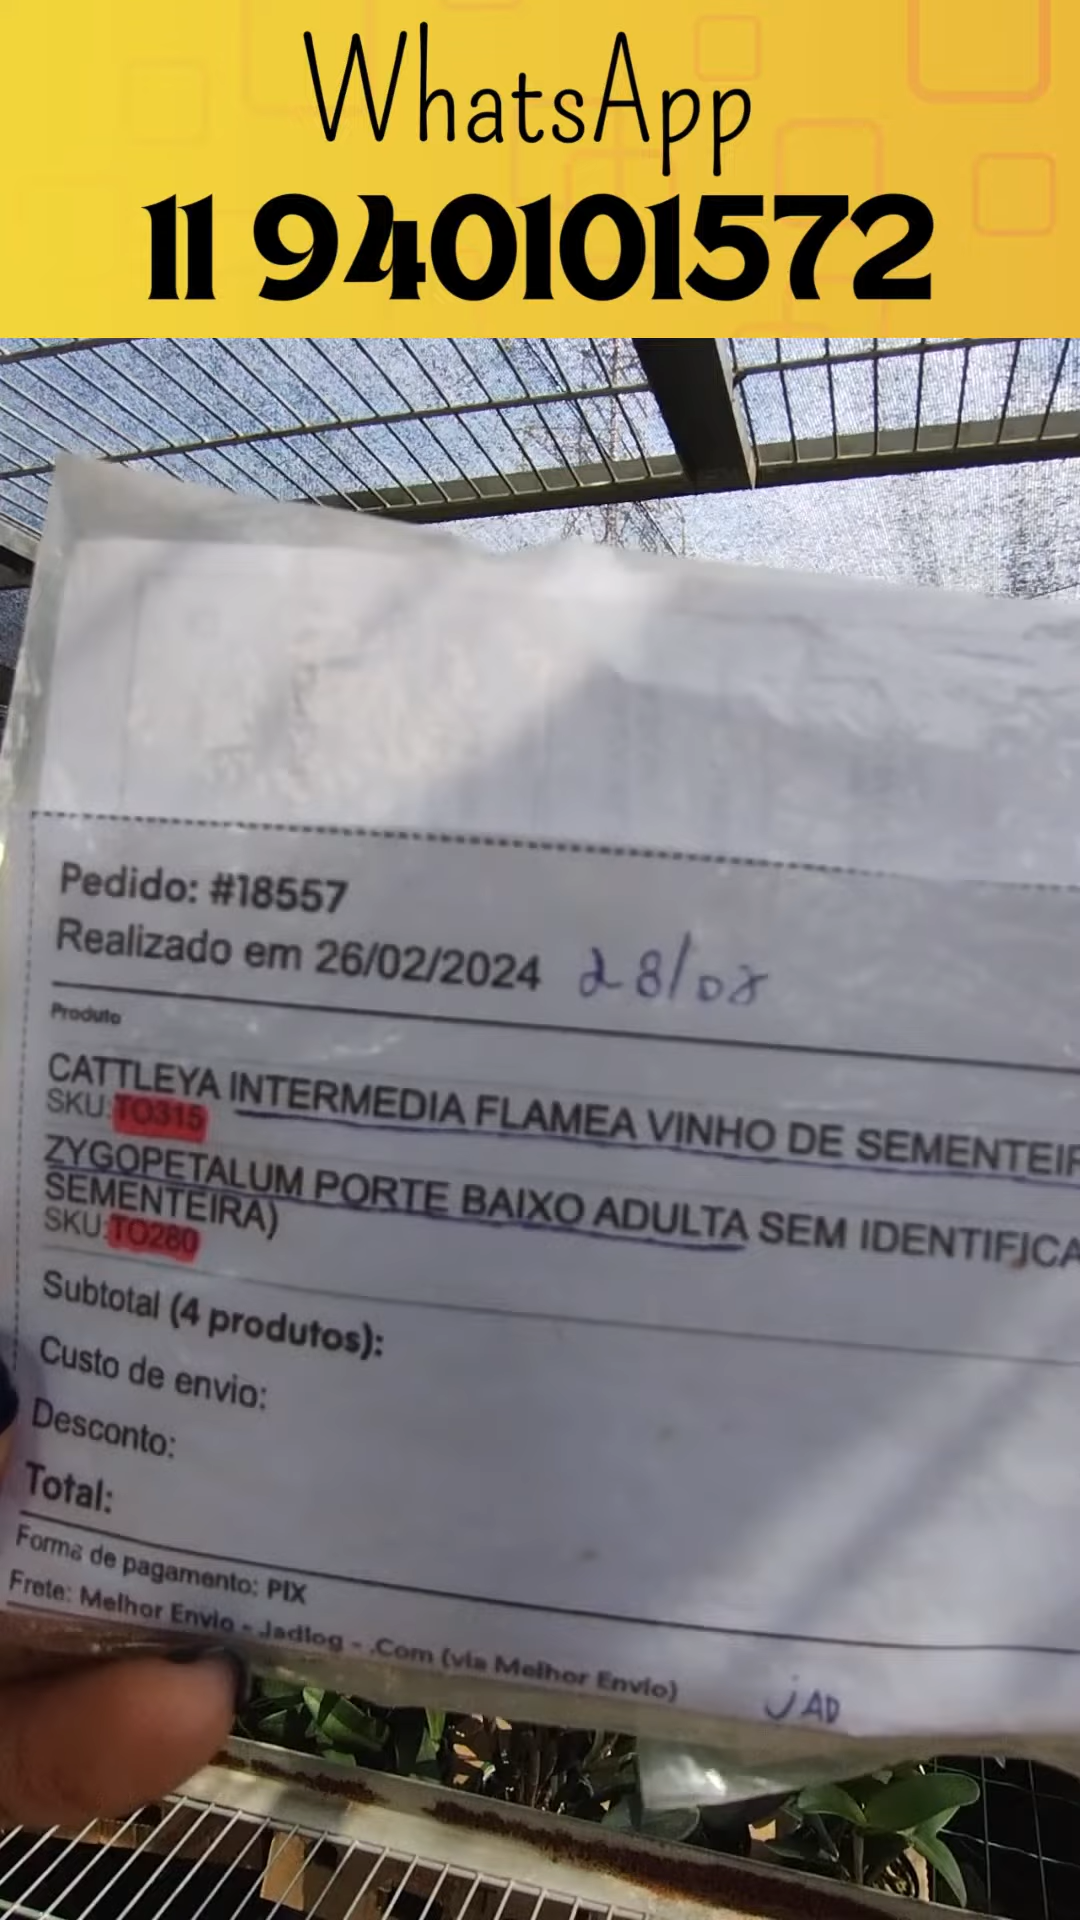 WhatsApp
11 940101572
Pedido: #18557
Realizado em 26/02/2024 28/08
Produto
CATTLEYA INTERMEDIA FLAMEA VINHO DE SEMENTEIR
SKU:TO315
ZYGOPETALUM PORTE BAIXO ADULTA SEM IDENTIFICA
SEMENTEIRA)
SKU:TO280
Subtotal (4 produtos):
Custo de envio:
Desconto:
Total:
Forma de pagamento: PIX
Frete: Melhor Envio - Jadlog - .Com (via Melhor Envio)
JAD